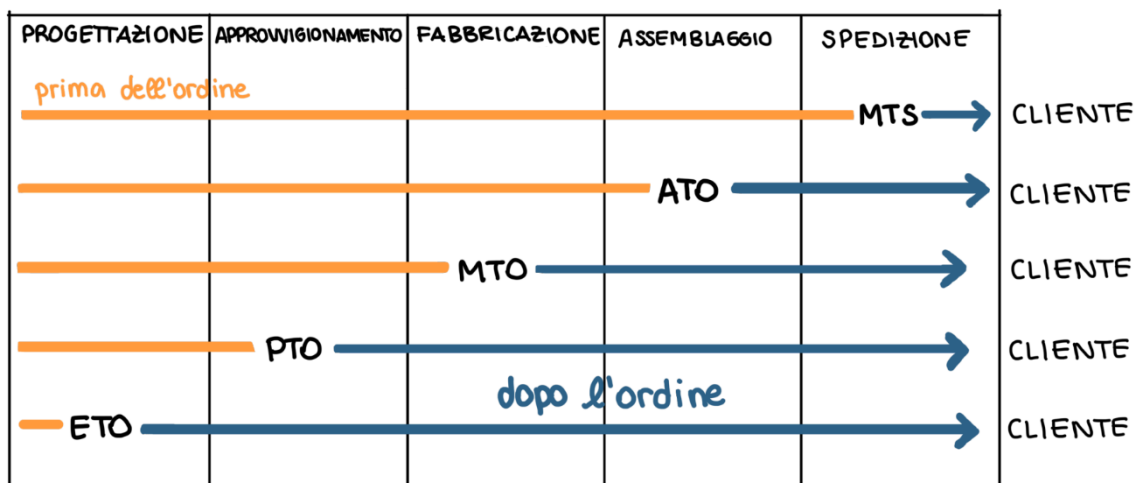 PROGETTAZIONE APPROVVIGIONAMENTO FABBRICAZIONE ASSEMBLAGGIO SPEDIZIONE
prima dell'ordine
MTS CLIENTE
ATO CLIENTE
MTO CLIENTE
PTO CLIENTE
dopo l'ordine
ETO CLIENTE